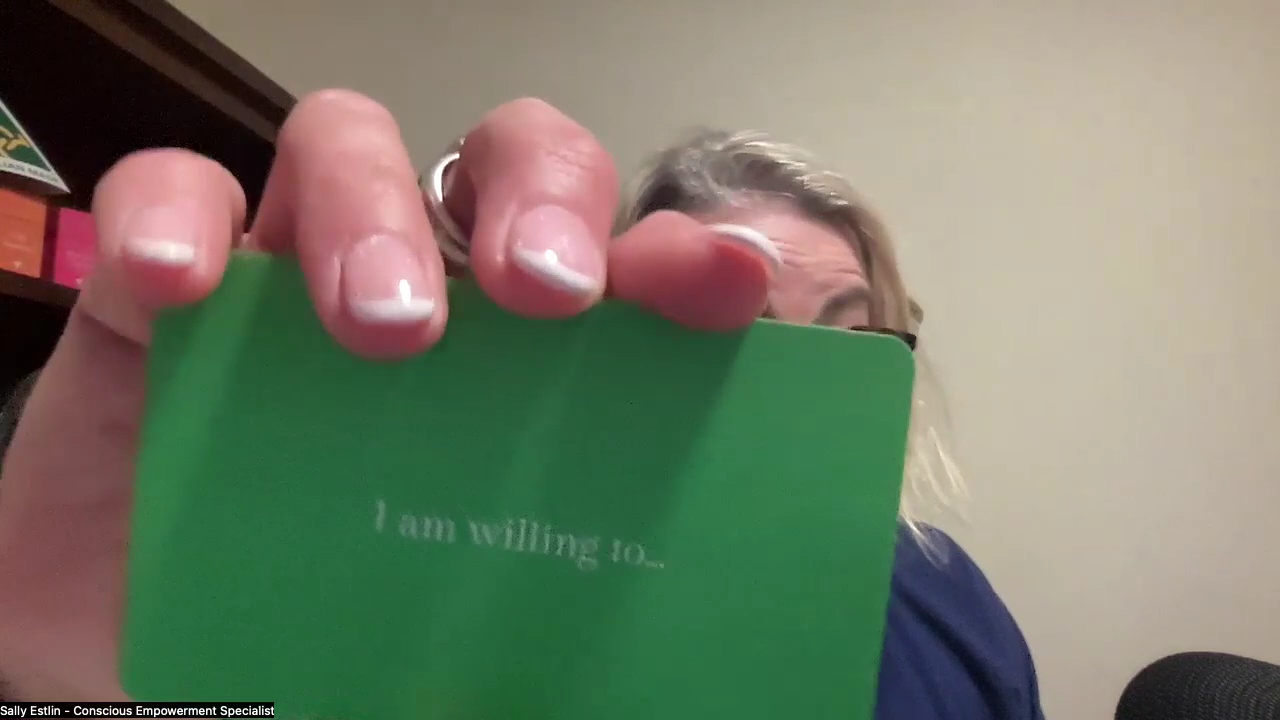 I am willing to...
Sally Estlin - Conscious Empowerment Specialist